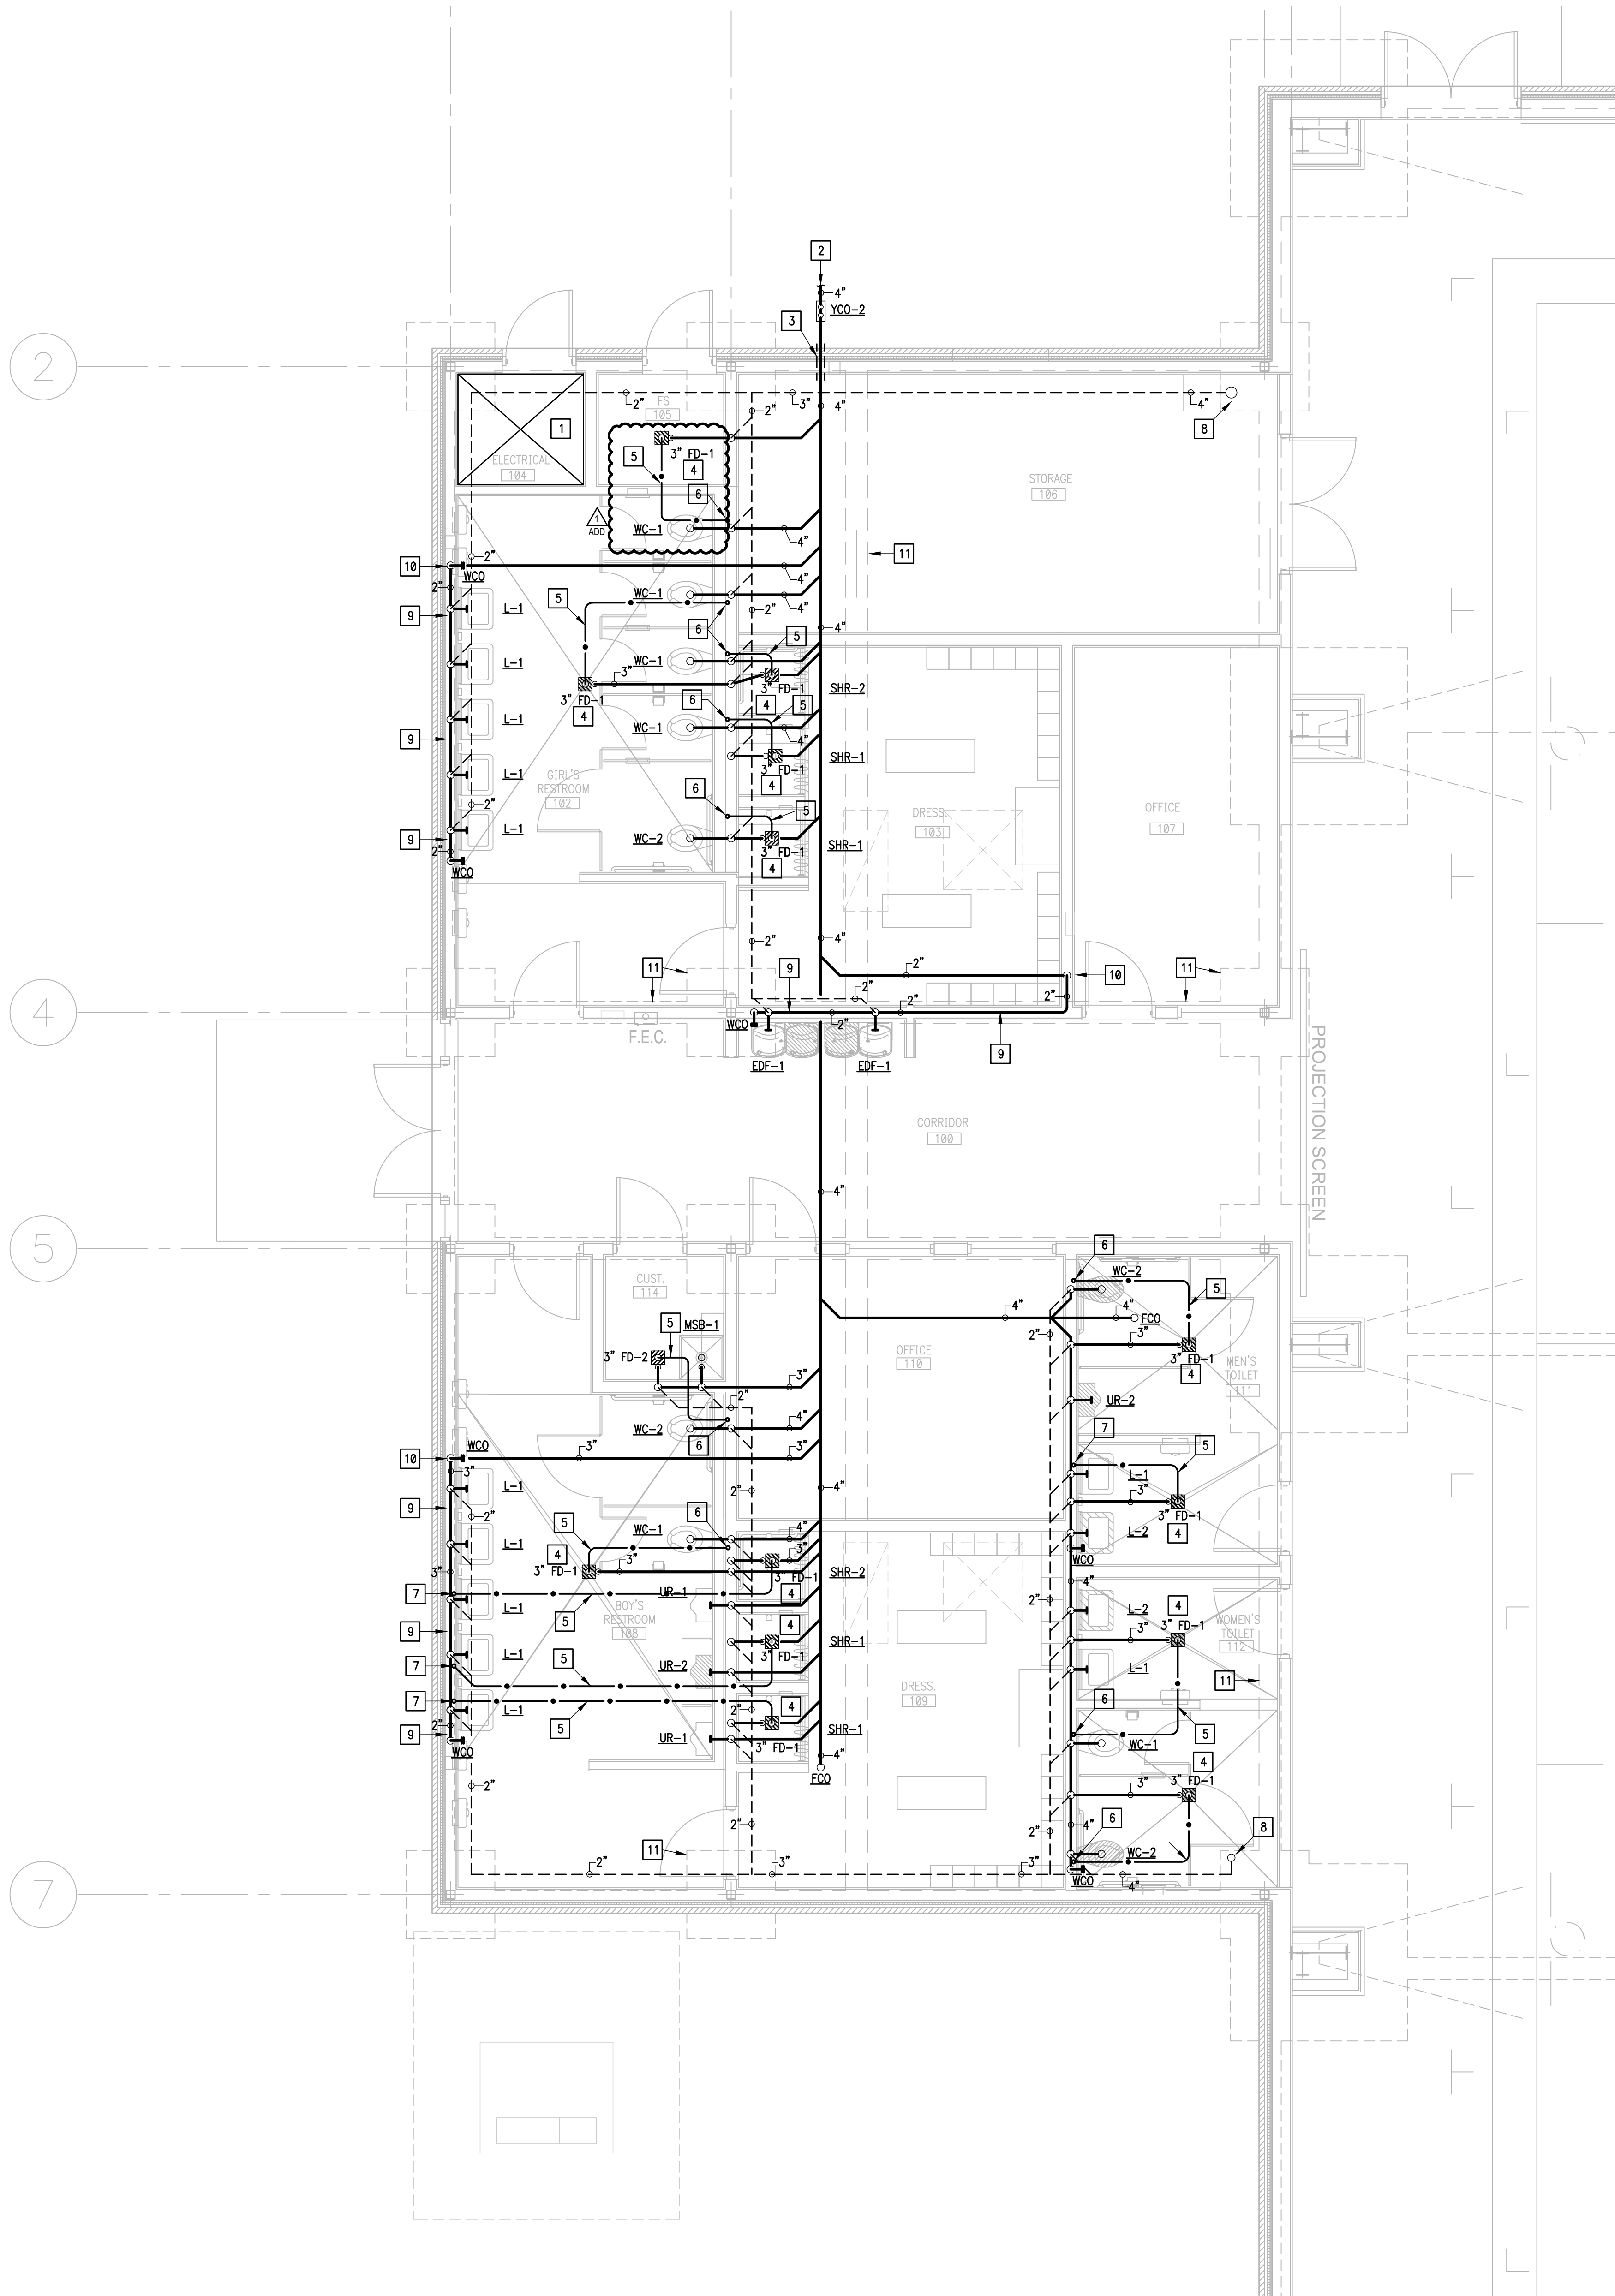 2
4"
YCO-2
3
2
2"
3"
4"
4"
8
FS
105
2"
1
3" FD-1
5
4
ELECTRICAL
104
6
STORAGE
106
1
ADD
WC-1
4"
11
2"
10
WCO
4"
2"
WC-1
5
4"
9
L-1
2"
6
4"
5
WC-1
L-1
3"
3" FD-1
SHR-2
3" FD-1
4
6
4
5
L-1
WC-1
4"
9
SHR-1
3" FD-1
GIRL'S
RESTROOM
102
L-1
4
6
2"
5
DRESS.
103
OFFICE
107
L-1
9
WC-2
2"
3" FD-1
SHR-1
WCO
4
4"
2"
11
9
2"
10
11
2"
2"
2"
4
WCO
2"
F.E.C.
9
EDF-1
EDF-1
PROJECTION SCREEN
CORRIDOR
100
4"
5
6
WC-2
CUST.
114
5
4"
4"
FCO
5
MSB-1
2"
3" FD-2
OFFICE
110
3" FD-1
MEN'S
TOILET
111
4
3"
3"
2"
UR-2
4"
WC-2
7
6
WCO
3"
3"
5
10
3"
L-1
L-1
4"
2"
3"
9
2"
6
3" FD-1
5
WC-1
4"
L-2
4
L-1
4
3"
3" FD-1
3"
3" FD-1
WCO
SHR-2
3"
4"
7
UR-1
4
2"
4
L-1
BOY'S
RESTROOM
108
L-2
5
4
3" FD-1
WOMEN'S
TOILET
112
9
3"
SHR-1
3" FD-1
L-1
5
7
UR-2
L-1
11
DRESS.
109
6
7
4
L-1
2"
5
5
2"
WC-1
9
UR-1
3" FD-1
SHR-1
4
WCO
4"
3" FD-1
FCO
3"
2"
2"
2"
4"
6
8
11
WC-2
2"
3"
3"
WCO
4"
7